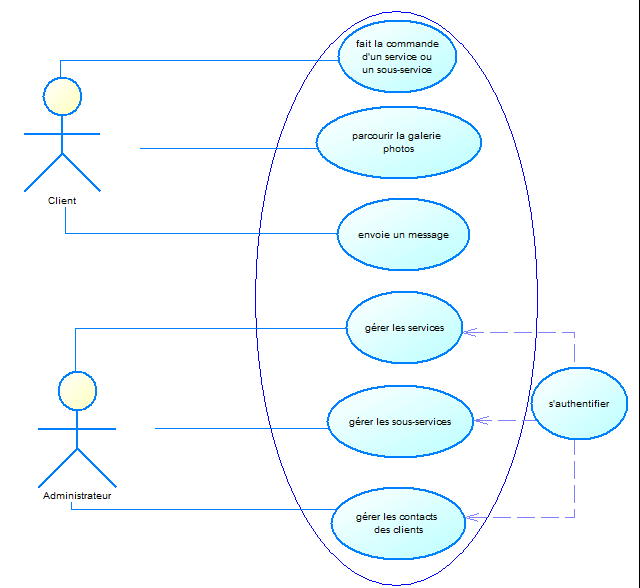 fait la commande
d'un service ou
un sous-service
parcourir la galerie
photos
Client
envoie un message
gérer les services
s'authentifier
gérer les sous-services
Administrateur
gérer les contacts
des clients